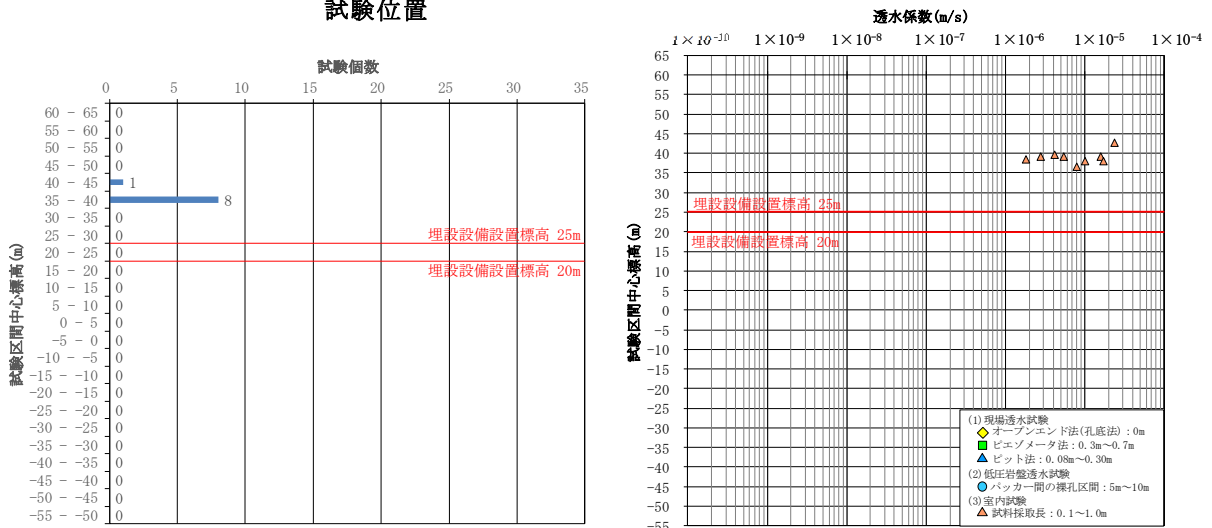 試験位置
試験個数
0 5 10 15 20 25 30 35
試験区間中心標高(m)
60 - 65 0
55 - 60 0
50 - 55 0
45 - 50 0
40 - 45 1
35 - 40 8
30 - 35 0
25 - 30 0
埋設設備設置標高 25m
20 - 25 0
埋設設備設置標高 20m
15 - 20 0
10 - 15 0
5 - 10 0
0 - 5 0
-5 - 0 0
-10 - -5 0
-15 - -10 0
-20 - -15 0
-25 - -20 0
-30 - -25 0
-35 - -30 0
-40 - -35 0
-45 - -40 0
-50 - -45 0
-55 - -50 0
透水係数(m/s)
1×10⁻¹⁰ 1×10⁻⁹ 1×10⁻⁸ 1×10⁻⁷ 1×10⁻⁶ 1×10⁻⁵ 1×10⁻⁴
試験区間中心標高(m)
65
60
55
50
45
40
35
30
埋設設備設置標高 25m
25
20
埋設設備設置標高 20m
15
10
5
0
-5
-10
-15
-20
-25
-30
-35
-40
-45
-50
-55
(1)現場透水試験
オープンエンド法(孔底法):0m
ピエゾメータ法:0.3m～0.7m
ピット法:0.08m～0.30m
(2)低圧岩盤透水試験
パッカー間の裸孔区間:5m～10m
(3)室内試験
試料採取長:0.1～1.0m